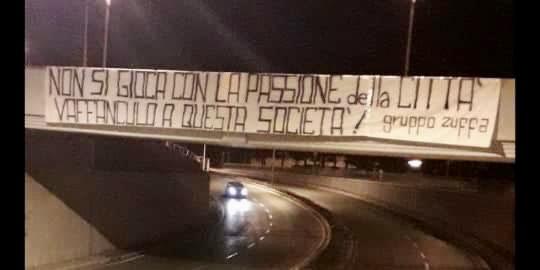 NON SI GIOCA CON LA PASSIONE della CITTA'
VAFFANCULO A QUESTA SOCIETA'! gruppo zuffa